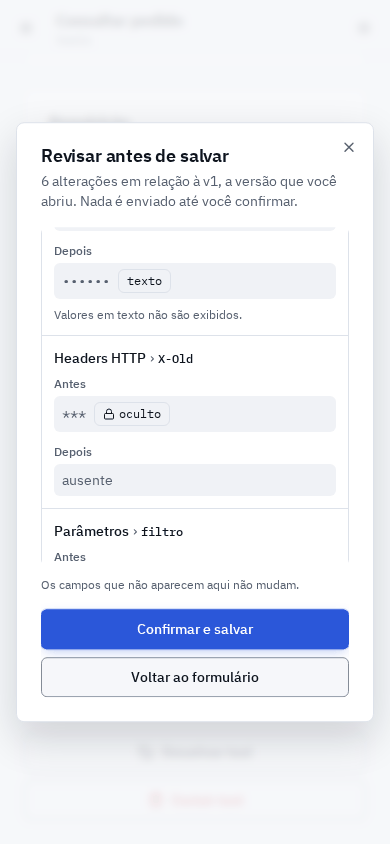 Revisar antes de salvar
6 alterações em relação à v1, a versão que você
abriu. Nada é enviado até você confirmar.
Depois
•••••• texto
Valores em texto não são exibidos.
Headers HTTP › X-Old
Antes
*** oculto
Depois
ausente
Parâmetros › filtro
Antes
Os campos que não aparecem aqui não mudam.
Confirmar e salvar
Voltar ao formulário